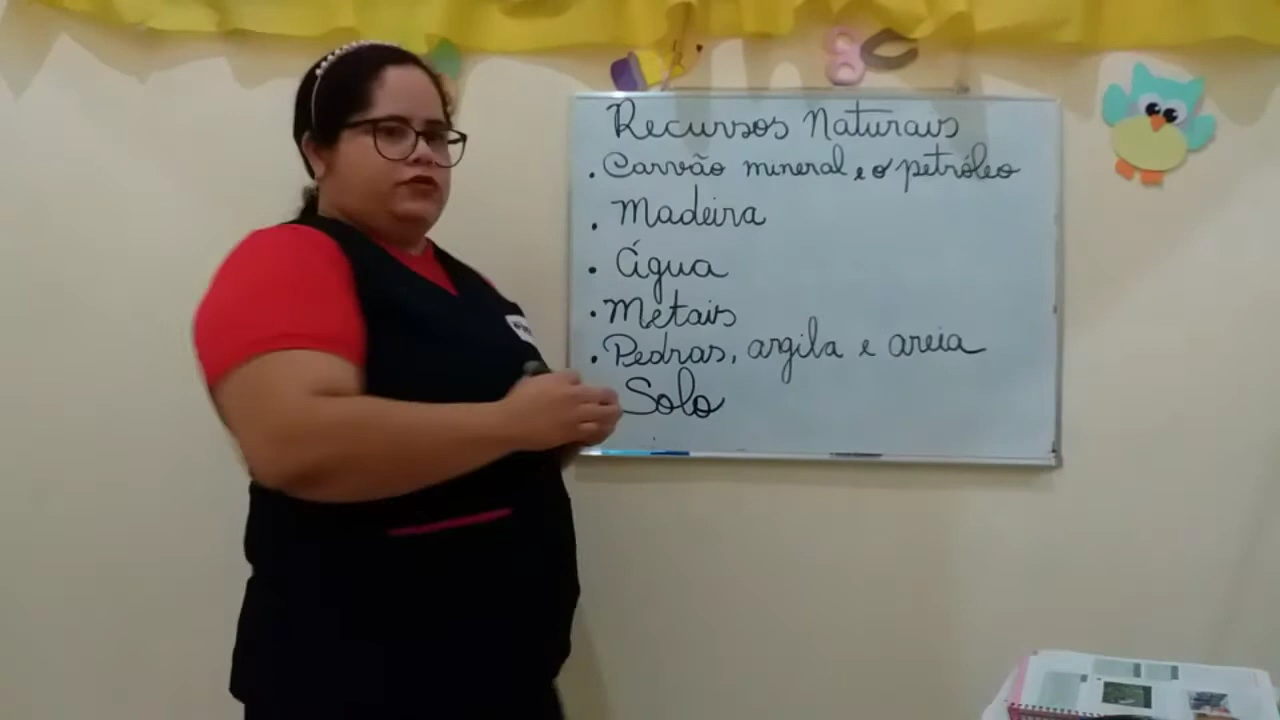 Recursos Naturais
. Carvão mineral, e o petróleo
. Madeira
. Água
. Metais
. Pedras, argila e areia
Solo